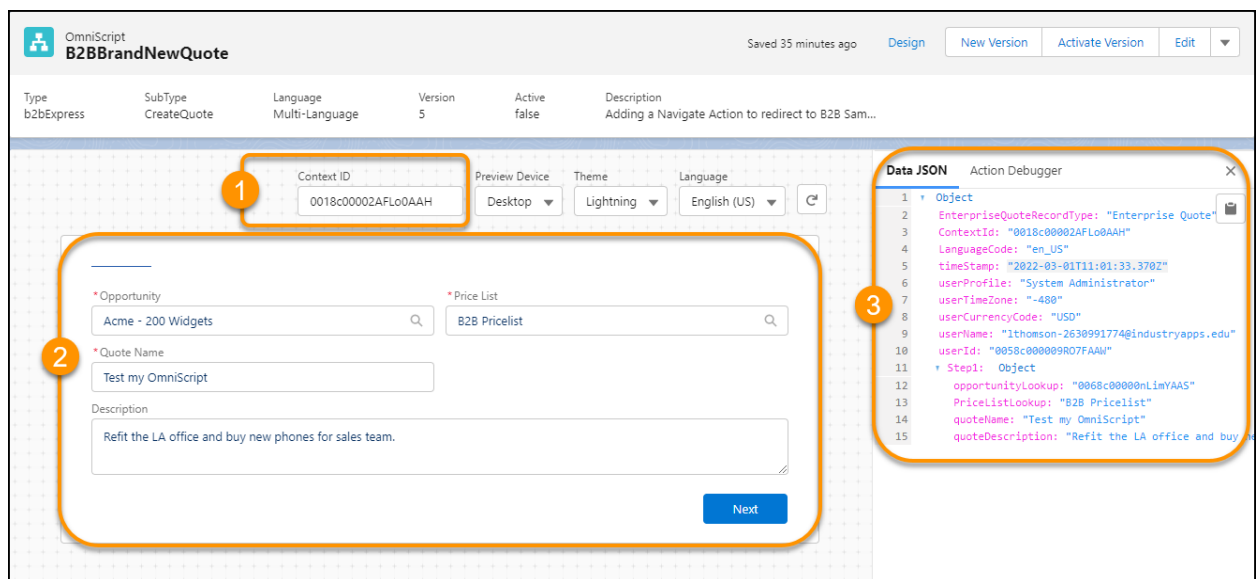 OmniScript
B2BBrandNewQuote
Saved 35 minutes ago
Design
New Version
Activate Version
Edit
Type
SubType
Language
Version
Active
Description
b2bExpress
CreateQuote
Multi-Language
5
false
Adding a Navigate Action to redirect to B2B Sam...
1
Context ID
0018c00002AFLo0AAH
Preview Device
Desktop
Theme
Lightning
Language
English (US)
2
*Opportunity
Acme - 200 Widgets
*Price List
B2B Pricelist
*Quote Name
Test my OmniScript
Description
Refit the LA office and buy new phones for sales team.
Next
3
Data JSON
Action Debugger
1 Object
2 EnterpriseQuoteRecordType: "Enterprise Quote"
3 ContextId: "0018c00002AFLo0AAH"
4 LanguageCode: "en_US"
5 timeStamp: "2022-03-01T11:01:33.370Z"
6 userProfile: "System Administrator"
7 userTimeZone: "-480"
8 userCurrencyCode: "USD"
9 userName: "lthomson-2630991774@industryapps.edu"
10 userId: "0058c000009RO7FAAW"
11 Step1: Object
12 opportunityLookup: "0068c00000nLimYAAS"
13 PriceListLookup: "B2B Pricelist"
14 quoteName: "Test my OmniScript"
15 quoteDescription: "Refit the LA office and buy